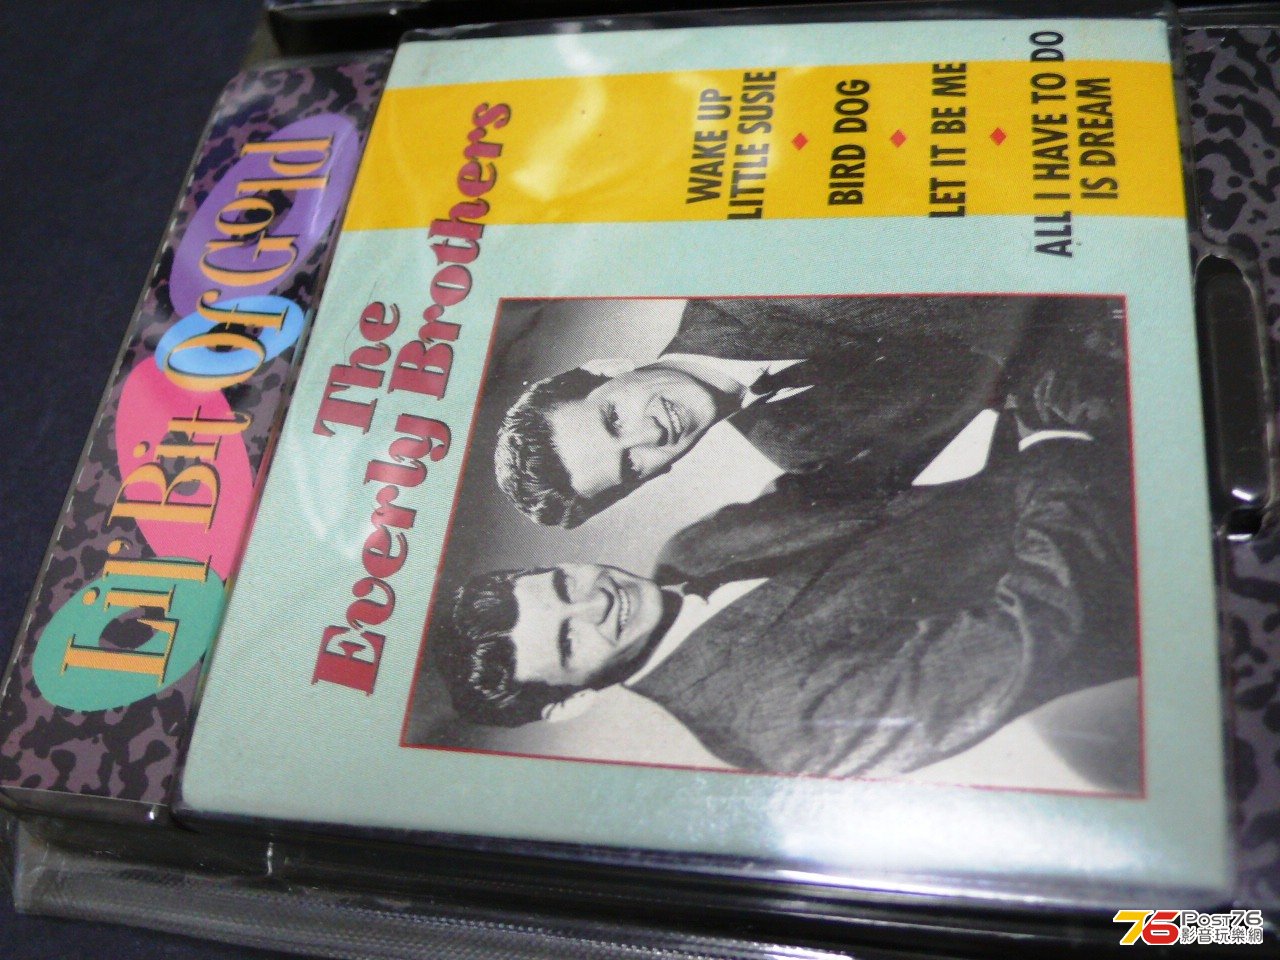 Lil' Bit Of Gold
The
Everly Brothers
WAKE UP
LITTLE SUSIE
BIRD DOG
LET IT BE ME
ALL I HAVE TO DO
IS DREAM
76 Post76
影音玩樂網